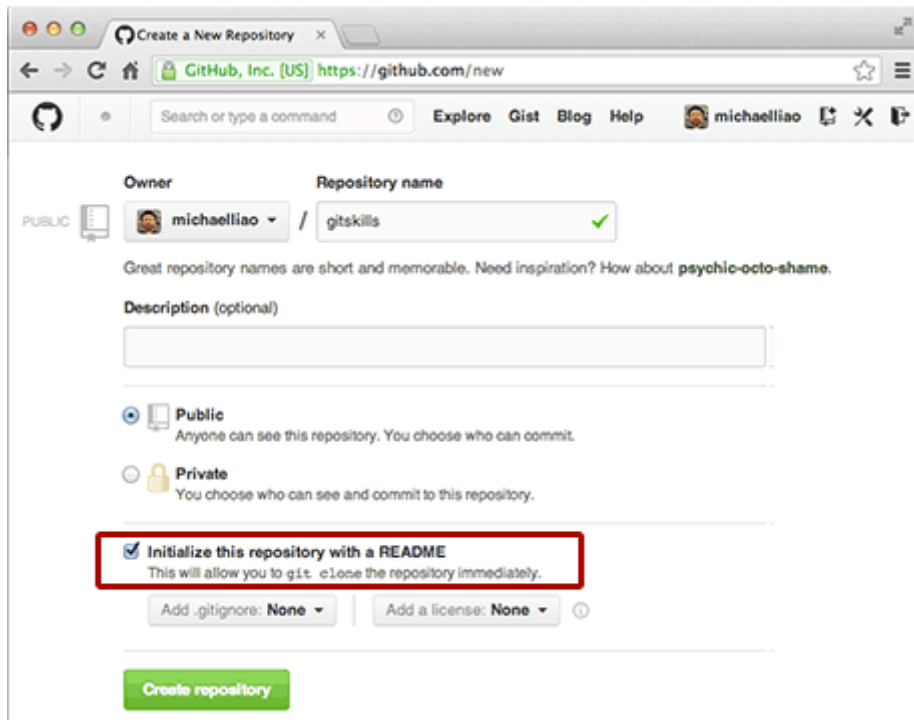 Create a New Repository
GitHub, Inc. [US] https://github.com/new
Search or type a command Explore Gist Blog Help michaelliao
Owner Repository name
PUBLIC michaelliao / gitskills
Great repository names are short and memorable. Need inspiration? How about psychic-octo-shame.
Description (optional)
Public
Anyone can see this repository. You choose who can commit.
Private
You choose who can see and commit to this repository.
Initialize this repository with a README
This will allow you to git clone the repository immediately.
Add .gitignore: None Add a license: None
Create repository